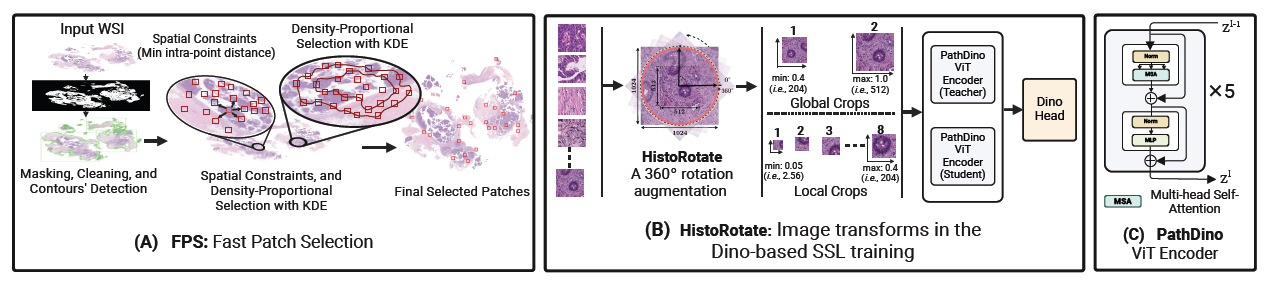 Input WSI
Spatial Constraints
(Min intra-point distance)
Density-Proportional
Selection with KDE
Masking, Cleaning, and
Contours' Detection
Spatial Constraints, and
Density-Proportional
Selection with KDE
Final Selected Patches
(A) FPS: Fast Patch Selection
1024
512
512
1024
0°
360°
HistoRotate
A 360° rotation
augmentation
1
2
min: 0.4
(i.e., 204)
max: 1.0
(i.e., 512)
Global Crops
1
2
3
8
min: 0.05
(i.e., 2.56)
max: 0.4
(i.e., 204)
Local Crops
PathDino
ViT
Encoder
(Teacher)
PathDino
ViT
Encoder
(Student)
Dino
Head
(B) HistoRotate: Image transforms in the
Dino-based SSL training
z^l-1
Norm
MSA
Norm
MLP
×5
z^l
MSA
Multi-head Self-
Attention
(C) PathDino
ViT Encoder